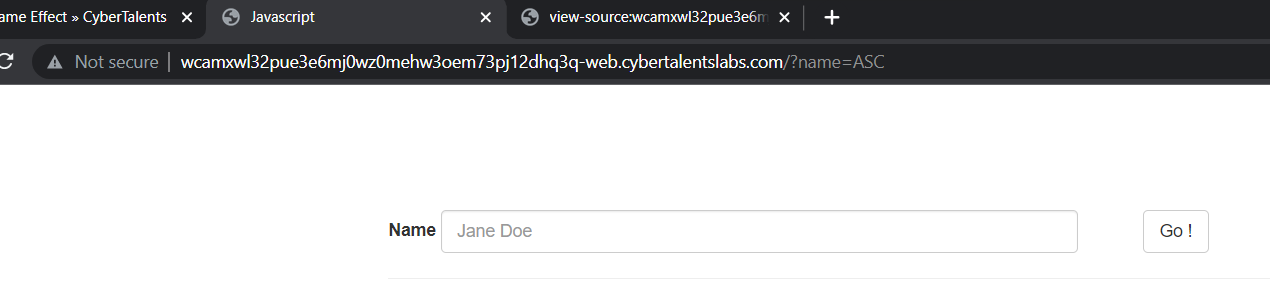 ame Effect » CyberTalents
Javascript
view-source:wcamxwl32pue3e6m
Not secure
wcamxwl32pue3e6mj0wz0mehw3oem73pj12dhq3q-web.cybertalentslabs.com/?name=ASC
Name
Jane Doe
Go !